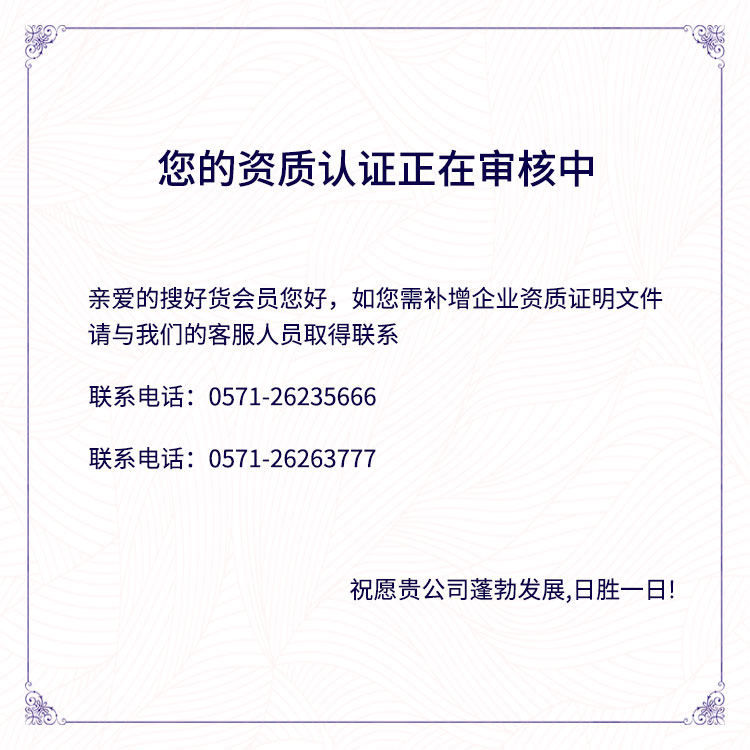 您的资质认证正在审核中
亲爱的搜好货会员您好，如您需补增企业资质证明文件
请与我们的客服人员取得联系
联系电话：0571-26235666
联系电话：0571-26263777
祝愿贵公司蓬勃发展,日胜一日!